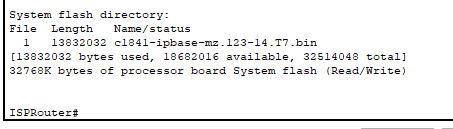 System flash directory:
File  Length   Name/status
  1   13832032 c1841-ipbase-mz.123-14.T7.bin
[13832032 bytes used, 18682016 available, 32514048 total]
32768K bytes of processor board System flash (Read/Write)
ISPRouter#